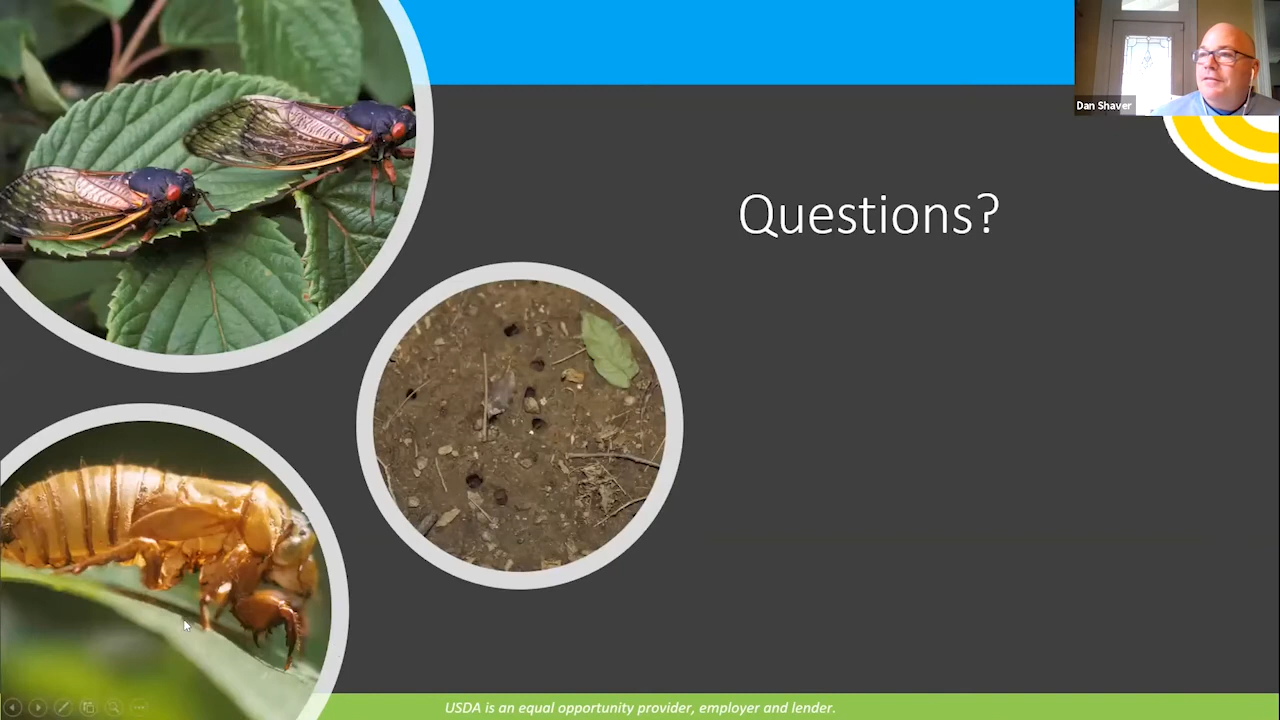 Dan Shaver
Questions?
USDA is an equal opportunity provider, employer and lender.